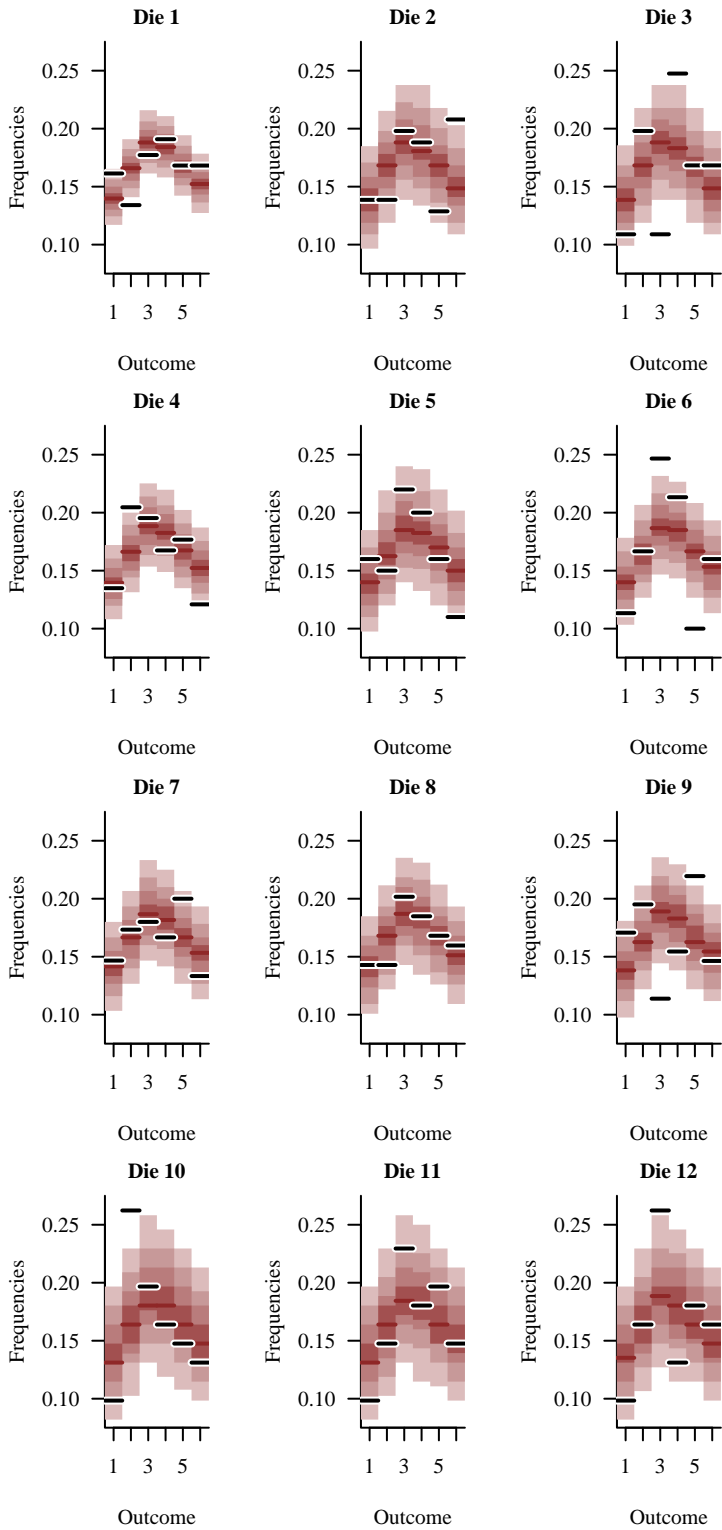 Die 1
Die 2
Die 3
Frequencies
0.25
0.20
0.15
0.10
1
3
5
Outcome
Frequencies
0.25
0.20
0.15
0.10
1
3
5
Outcome
Frequencies
0.25
0.20
0.15
0.10
1
3
5
Outcome
Die 4
Die 5
Die 6
Frequencies
0.25
0.20
0.15
0.10
1
3
5
Outcome
Frequencies
0.25
0.20
0.15
0.10
1
3
5
Outcome
Frequencies
0.25
0.20
0.15
0.10
1
3
5
Outcome
Die 7
Die 8
Die 9
Frequencies
0.25
0.20
0.15
0.10
1
3
5
Outcome
Frequencies
0.25
0.20
0.15
0.10
1
3
5
Outcome
Frequencies
0.25
0.20
0.15
0.10
1
3
5
Outcome
Die 10
Die 11
Die 12
Frequencies
0.25
0.20
0.15
0.10
1
3
5
Outcome
Frequencies
0.25
0.20
0.15
0.10
1
3
5
Outcome
Frequencies
0.25
0.20
0.15
0.10
1
3
5
Outcome